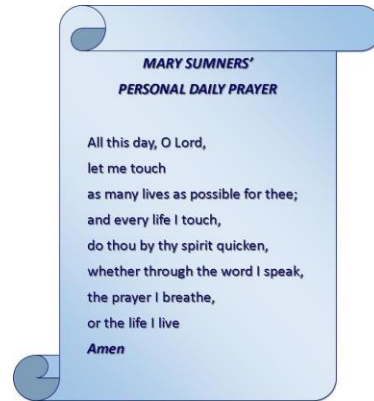 MARY SUMNERS'
PERSONAL DAILY PRAYER
All this day, O Lord,
let me touch
as many lives as possible for thee;
and every life I touch,
do thou by thy spirit quicken,
whether through the word I speak,
the prayer I breathe,
or the life I live
Amen